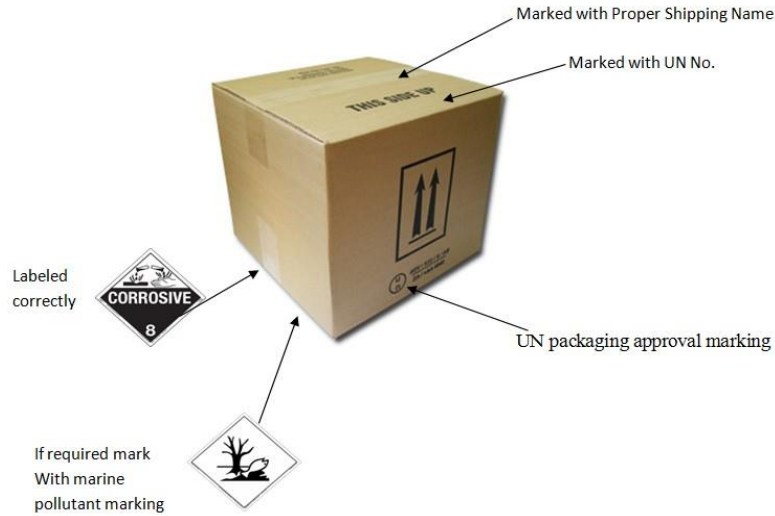 Marked with Proper Shipping Name
Marked with UN No.
THIS SIDE UP
Labeled
correctly
CORROSIVE
8
UN packaging approval marking
If required mark
With marine
pollutant marking